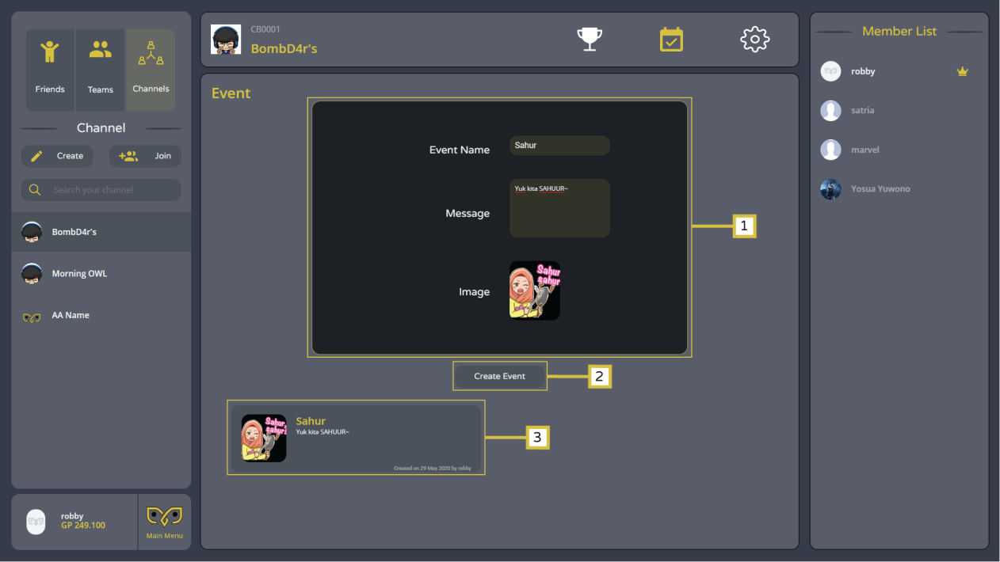 Friends
Teams
Channels
Channel
Create
Join
Search your channel
BombD4r's
Morning OWL
AA Name
robby
GP 249.100
Main Menu
CB0001
BombD4r's
Event
Event Name
Sahur
Message
Yuk kita SAHUUR~
Image
Sahur
sahur
1
Create Event
2
Sahur,
sahur!
Sahur
Yuk kita SAHUUR~
Created on 29 May 2020 by robby
3
Member List
robby
satria
marvel
Yosua Yuwono